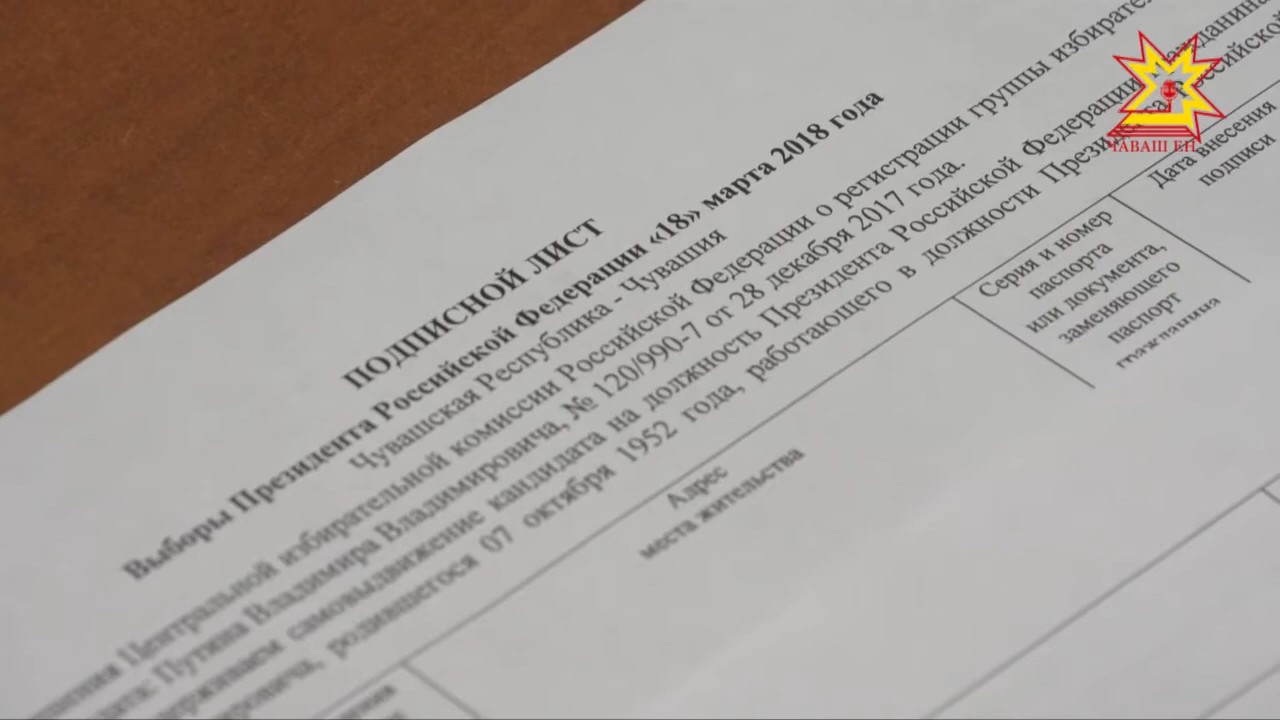 ПОДПИСНОЙ ЛИСТ
Выборы Президента Российской Федерации «18» марта 2018 года
Чувашская Республика - Чувашия
Центральной избирательной комиссии Российской Федерации о регистрации группы
Путина Владимира Владимировича, № 120/990-7 от 28 декабря 2017 года.
самовыдвижение кандидата на должность Президента Российской Федерации
родившегося 07 октября 1952 года, работающего в должности
Адрес
места жительства
Серия и номер
паспорта
или документа,
заменяющего
паспорт
Дата внесения
подписи
ЧĂВАШ ЕН